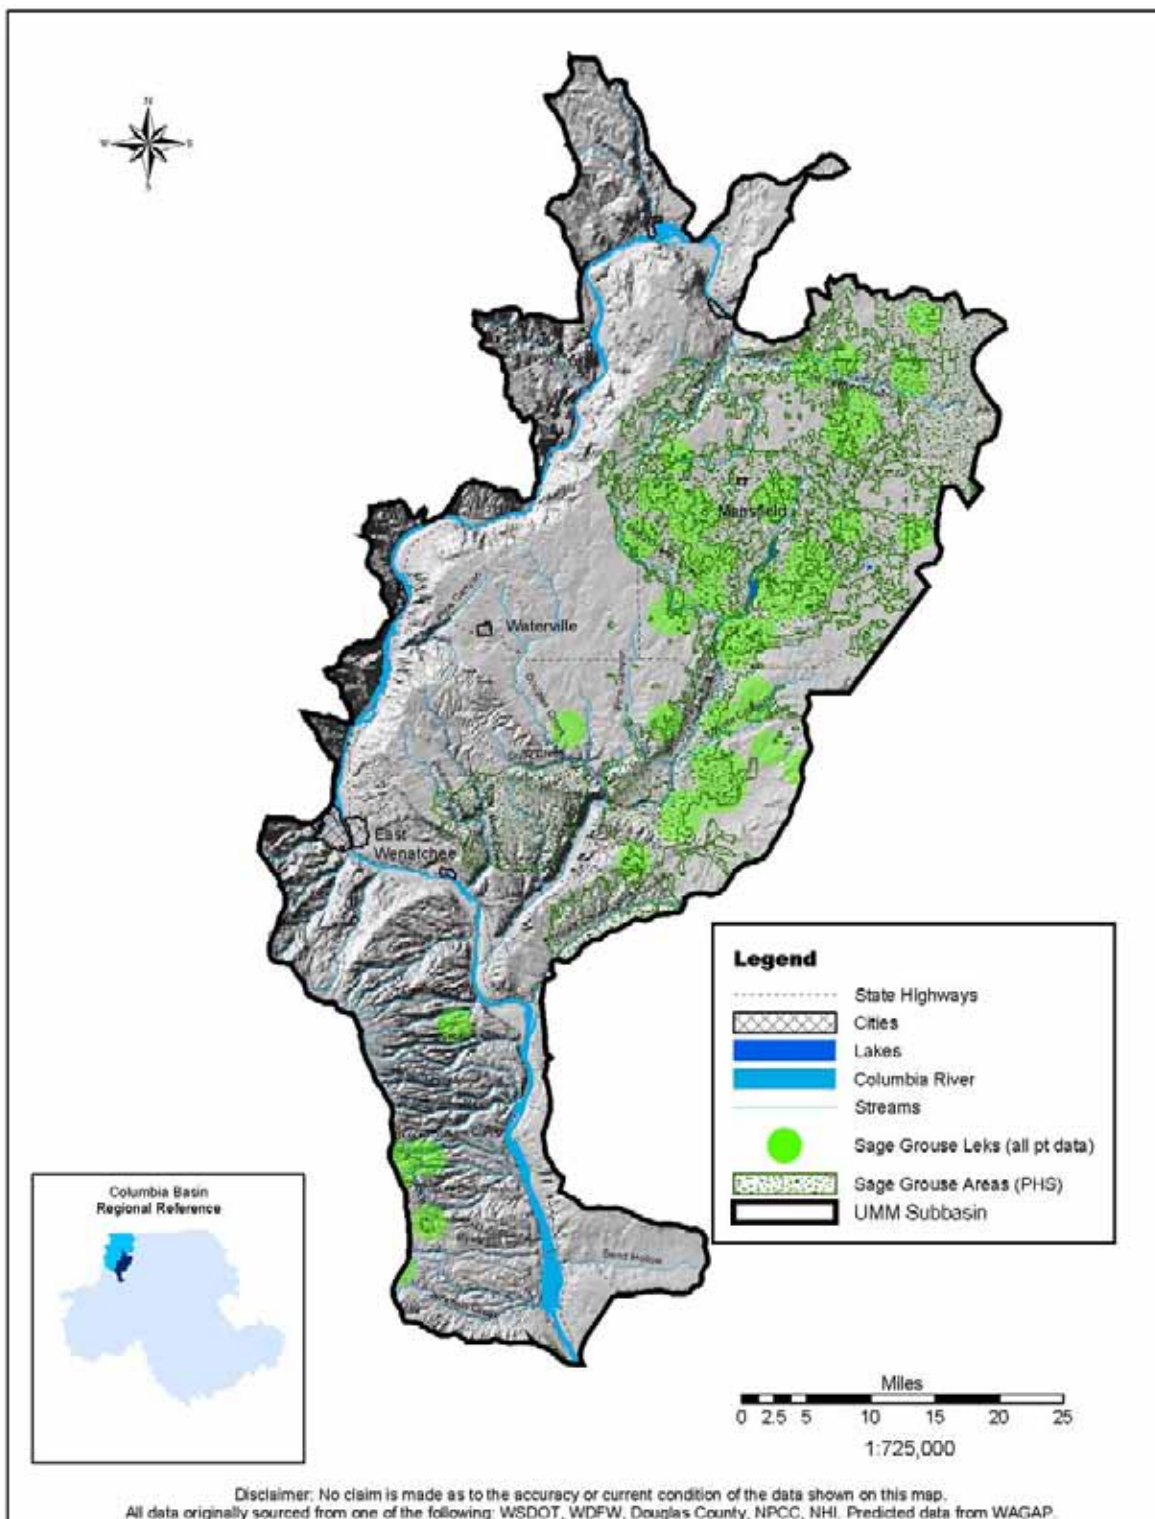 N
W
S
S
Mansfield
Waterville
East
Wenatchee
Sand Hollow
Legend
State Highways
Cities
Lakes
Columbia River
Streams
Sage Grouse Leks (all pt data)
Sage Grouse Areas (PHS)
UMM Subbasin
Columbia Basin
Regional Reference
Miles
0 2.5 5 10 15 20 25
1:725,000
Disclaimer: No claim is made as to the accuracy or current condition of the data shown on this map.
All data originally sourced from one of the following: WSDOT, WDFW, Douglas County, NPCC, NHI. Predicted data from WAGAP.